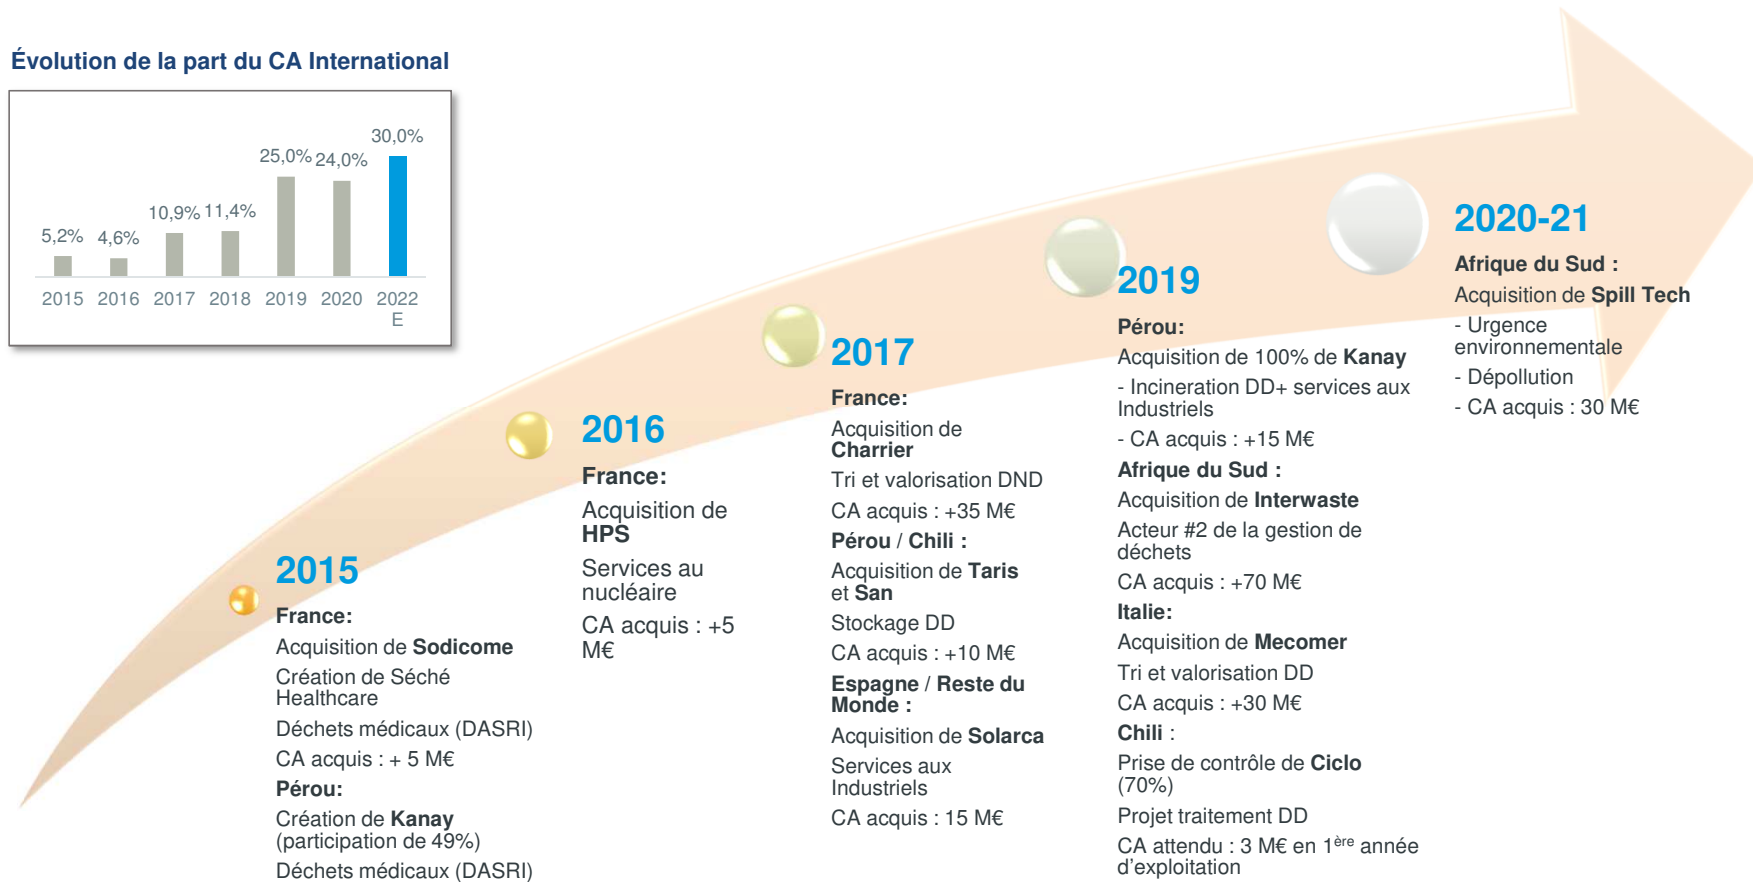 Évolution de la part du CA International
5,2%
4,6%
10,9%
11,4%
25,0%
24,0%
30,0%
2015
2016
2017
2018
2019
2020
2022
E
2015
France:
Acquisition de Sodicome
Création de Séché
Healthcare
Déchets médicaux (DASRI)
CA acquis : + 5 M€
Pérou:
Création de Kanay
(participation de 49%)
Déchets médicaux (DASRI)
2016
France:
Acquisition de
HPS
Services au
nucléaire
CA acquis : +5
M€
2017
France:
Acquisition de
Charrier
Tri et valorisation DND
CA acquis : +35 M€
Pérou / Chili :
Acquisition de Taris
et San
Stockage DD
CA acquis : +10 M€
Espagne / Reste du
Monde :
Acquisition de Solarca
Services aux
Industriels
CA acquis : 15 M€
2019
Pérou:
Acquisition de 100% de Kanay
- Incineration DD+ services aux
Industriels
- CA acquis : +15 M€
Afrique du Sud :
Acquisition de Interwaste
Acteur #2 de la gestion de
déchets
CA acquis : +70 M€
Italie:
Acquisition de Mecomer
Tri et valorisation DD
CA acquis : +30 M€
Chili :
Prise de contrôle de Ciclo
(70%)
Projet traitement DD
CA attendu : 3 M€ en 1ère année
d'exploitation
2020-21
Afrique du Sud :
Acquisition de Spill Tech
- Urgence
environnementale
- Dépollution
- CA acquis : 30 M€